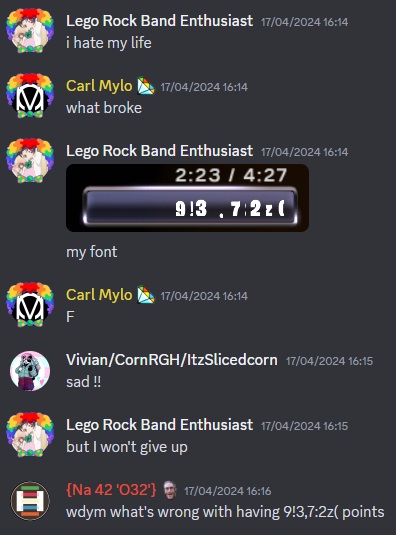 Lego Rock Band Enthusiast 17/04/2024 16:14
i hate my life
Carl Mylo 17/04/2024 16:14
what broke
Lego Rock Band Enthusiast 17/04/2024 16:14
2:23 / 4:27
9!3 , 7:2z(
my font
Carl Mylo 17/04/2024 16:14
F
Vivian/CornRGH/ItzSlicedcorn 17/04/2024 16:15
sad !!
Lego Rock Band Enthusiast 17/04/2024 16:15
but I won't give up
{Na 42 'O32'} 17/04/2024 16:16
wdym what's wrong with having 9!3,7:2z( points